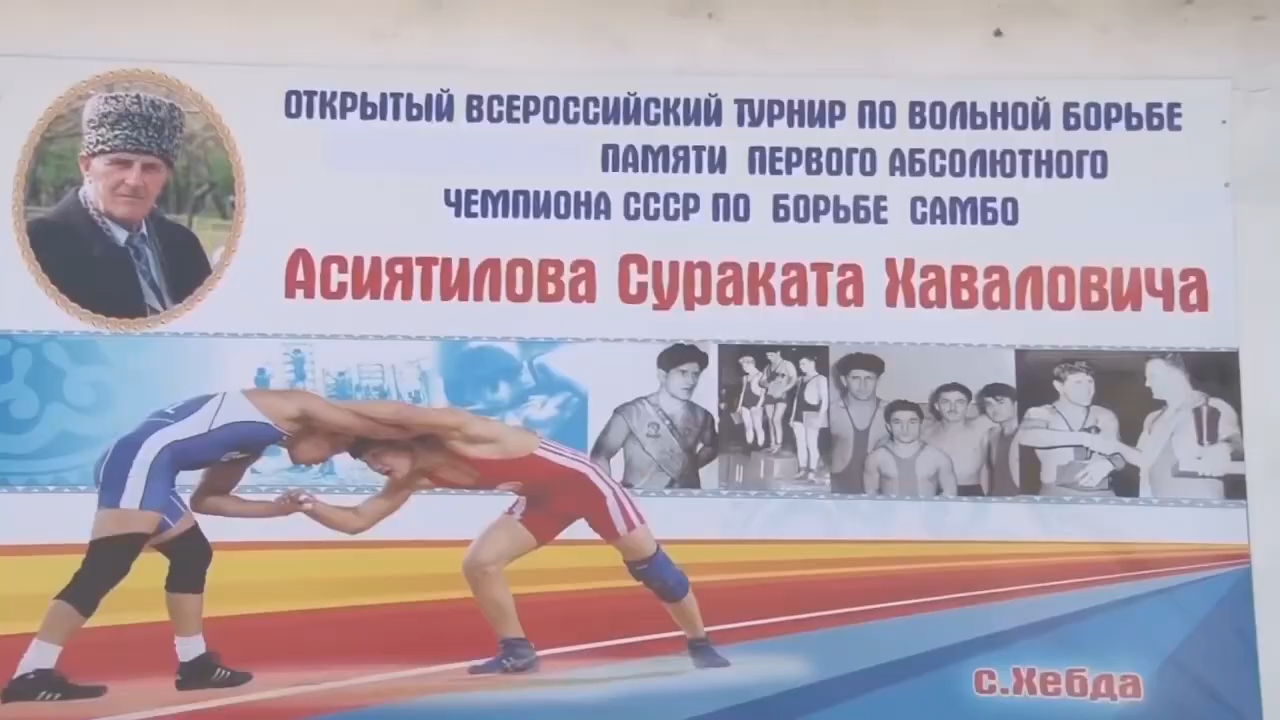 ОТКРЫТЫЙ ВСЕРОССИЙСКИЙ ТУРНИР ПО ВОЛЬНОЙ БОРЬБЕ
ПАМЯТИ ПЕРВОГО АБСОЛЮТНОГО
ЧЕМПИОНА СССР ПО БОРЬБЕ САМБО
Асиятилова Сураката Хаваловича
с.Хебда